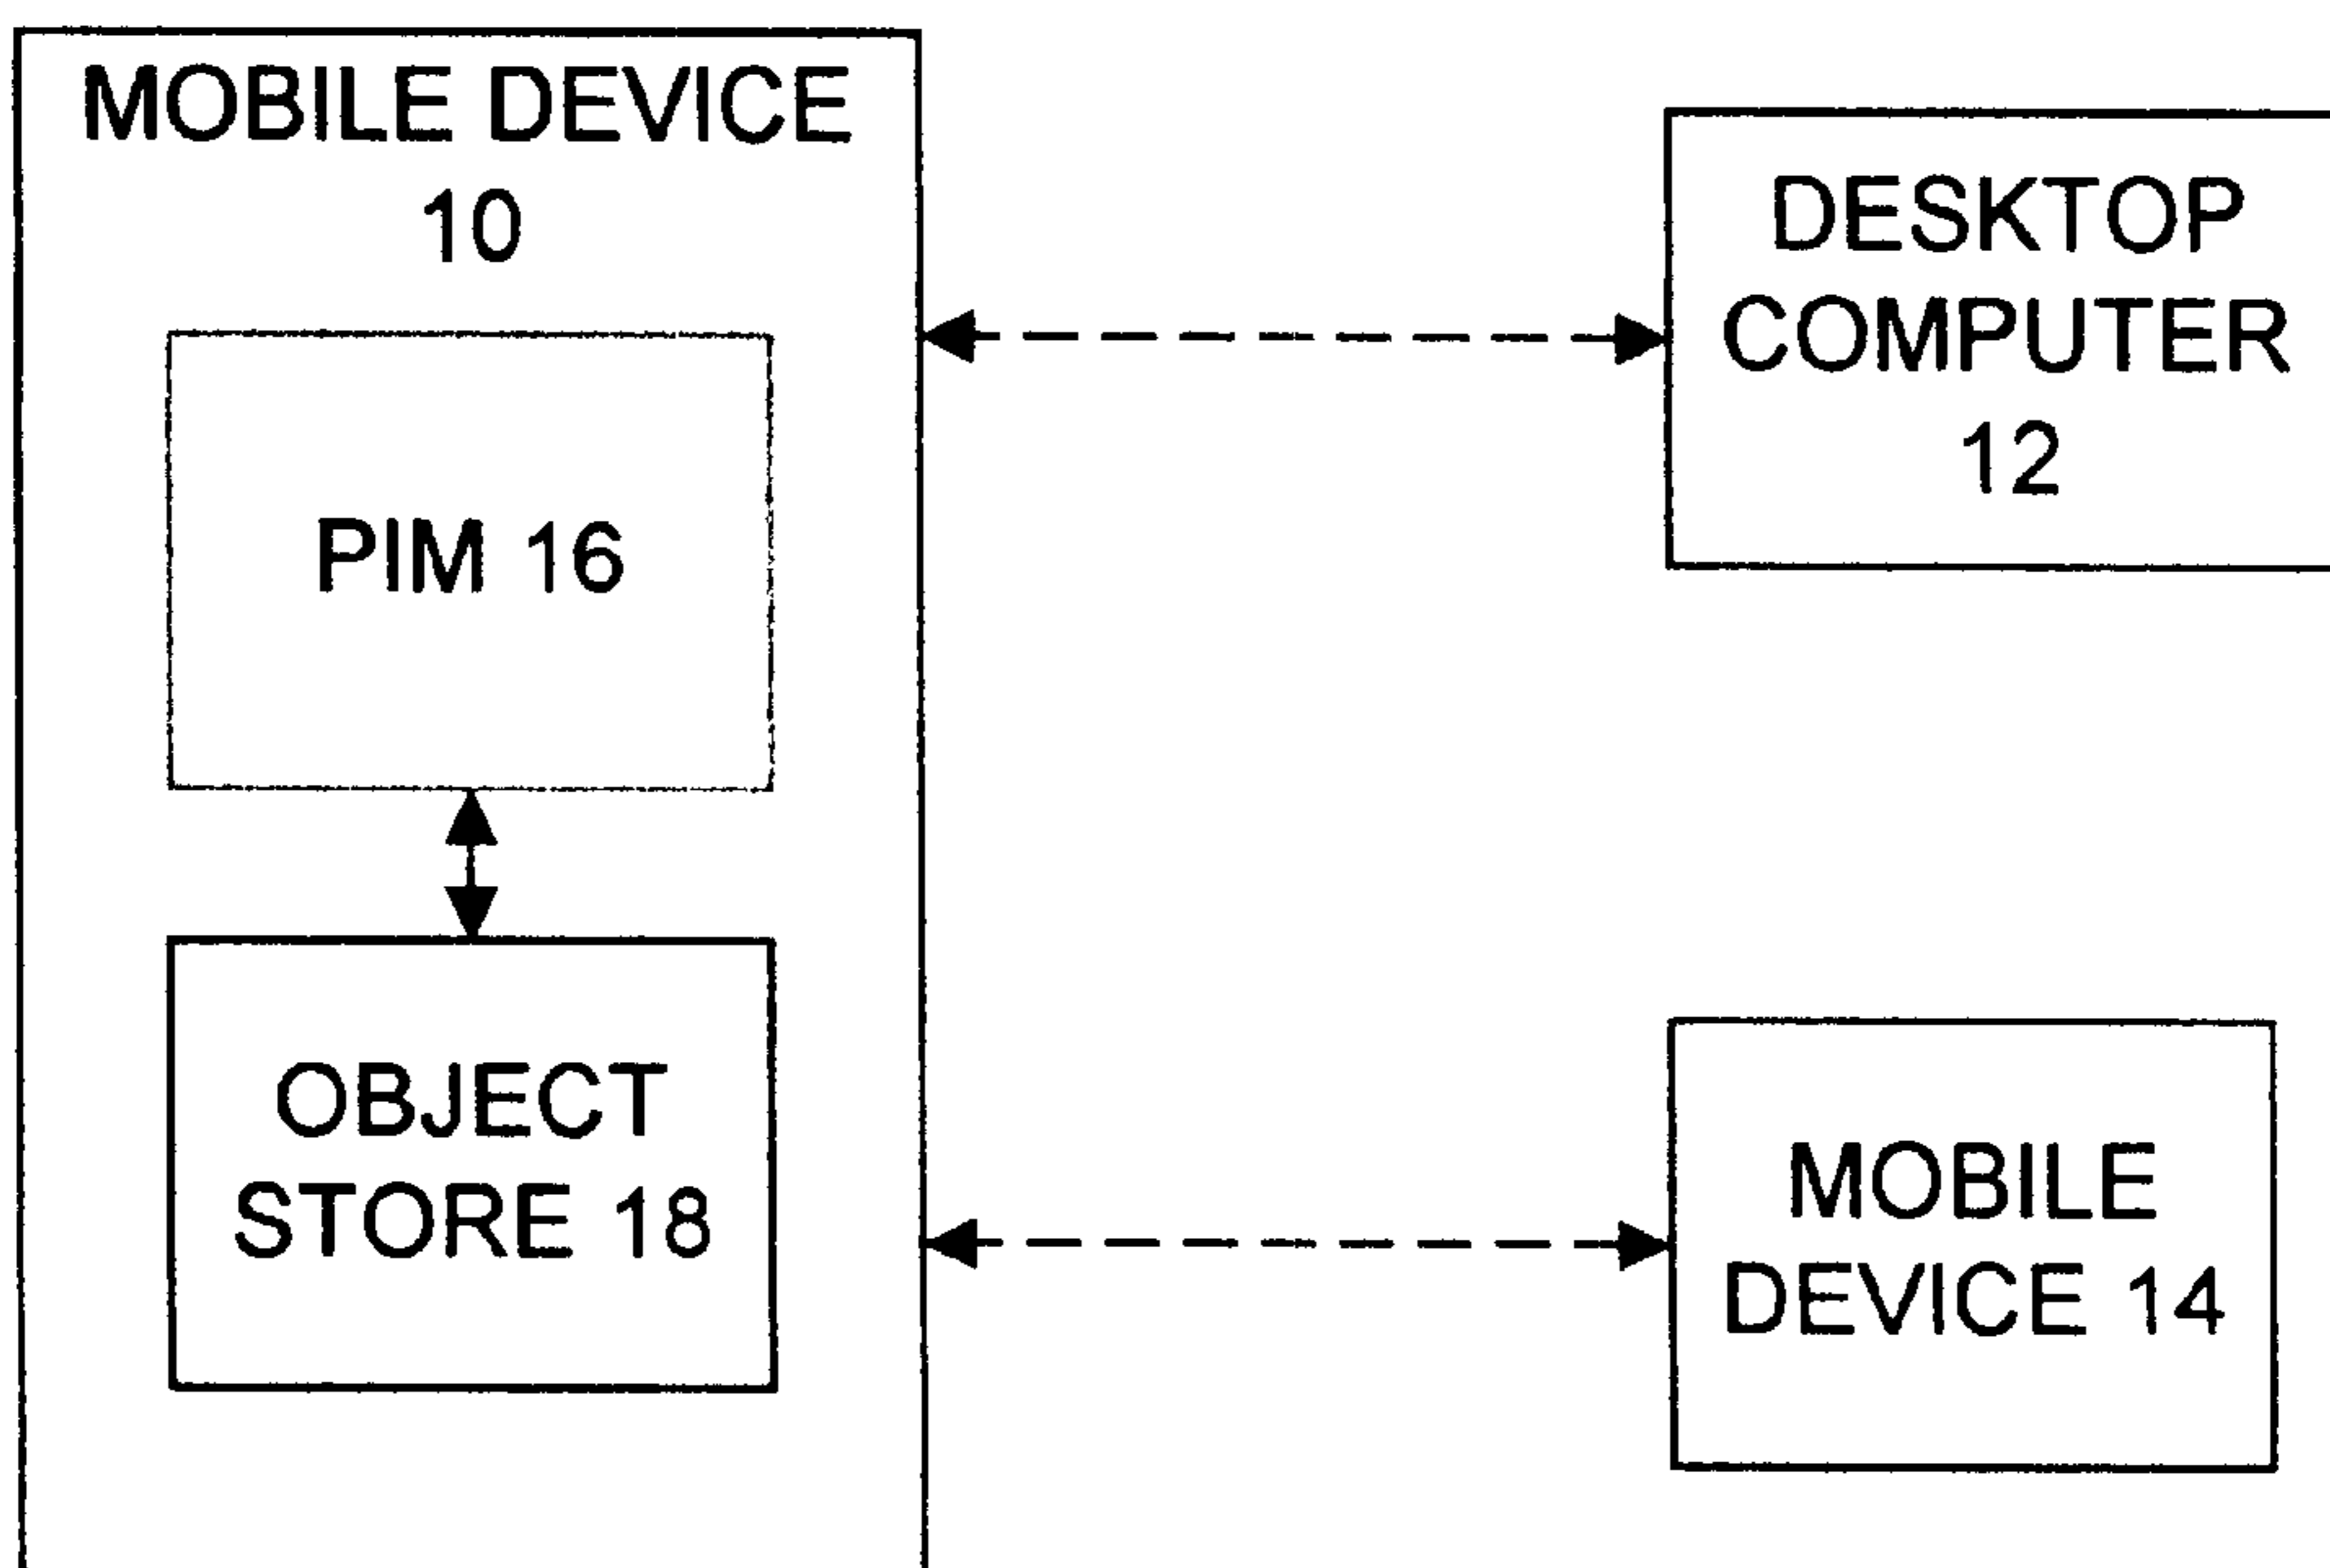 MOBILE DEVICE
10
PIM 16
OBJECT
STORE 18
DESKTOP
COMPUTER
12
MOBILE
DEVICE 14